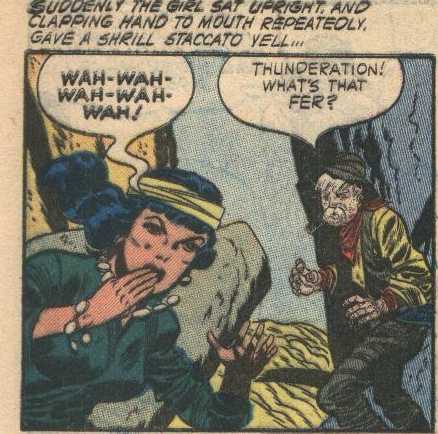 SUDDENLY THE GIRL SAT UPRIGHT, AND
CLAPPING HAND TO MOUTH REPEATEDLY,
GAVE A SHRILL STACCATO YELL...
WAH-WAH-
WAH-WAH-
WAH!
THUNDERATION!
WHAT'S THAT
FER?